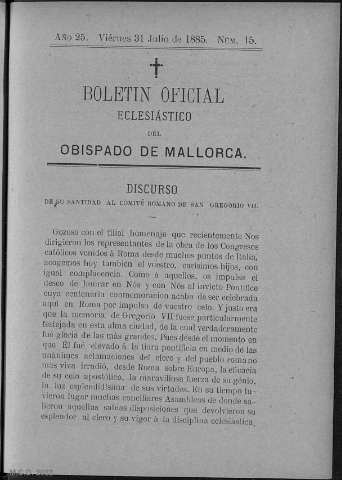 Año 25. Viérnes 31 Julio de 1885. Núm. 15.
BOLETIN OFICIAL
ECLESIÁSTICO
DEL
OBISPADO DE MALLORCA.
DISCURSO
DE SU SANTIDAD AL COMITÉ ROMANO DE SAN GREGORIO VII.
Gozoso con el filial homenaje que recientemente Nos
dirigieron los representantes de la obra de los Congresos
católicos venidos á Roma desde muchos puntos de Italia,
acogemos hoy tambien el vuestro, carísimos hijos, con
igual complacencia. Como á aquellos, os impulso el
deseo de honrar en Nós y con Nós al invicto Pontífice
cuya centenaria conmemoracion acaba de ser celebrada
aquí en Roma por impulso de vuestro celo. Y justo era
que la memoria de Gregorio VII fuese particularmente
festejada en esta alma ciudad, de la cual verdaderamente
fué gloria de las más grandes. Pues desde el momento en
que Él fué elevado á la tiara pontificia en medio de las
unánimes aclamaciones del clero y del pueblo romano
mas viva irradió, desde Roma sobre Europa, la eficacia
de su celo apostólico, la maravillosa fuerza de su génio,
la luz esplendidísima de sus virtudes. En su tiempo tu-
vieron lugar muchas conciliares Asambleas de donde sa-
lieron aquellas sábias disposiciones que devolvieron su
esplendor al clero y su vigor á la disciplina eclesiástica,